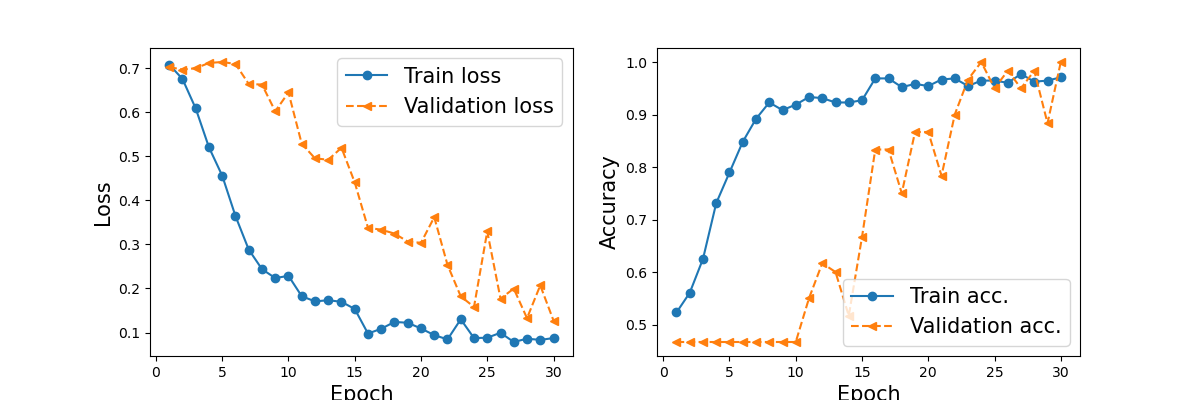 0.7
0.6
0.5
0.4
0.3
0.2
0.1
Loss
0 5 10 15 20 25 30
Epoch
Train loss
Validation loss
1.0
0.9
0.8
0.7
0.6
0.5
Accuracy
0 5 10 15 20 25 30
Epoch
Train acc.
Validation acc.